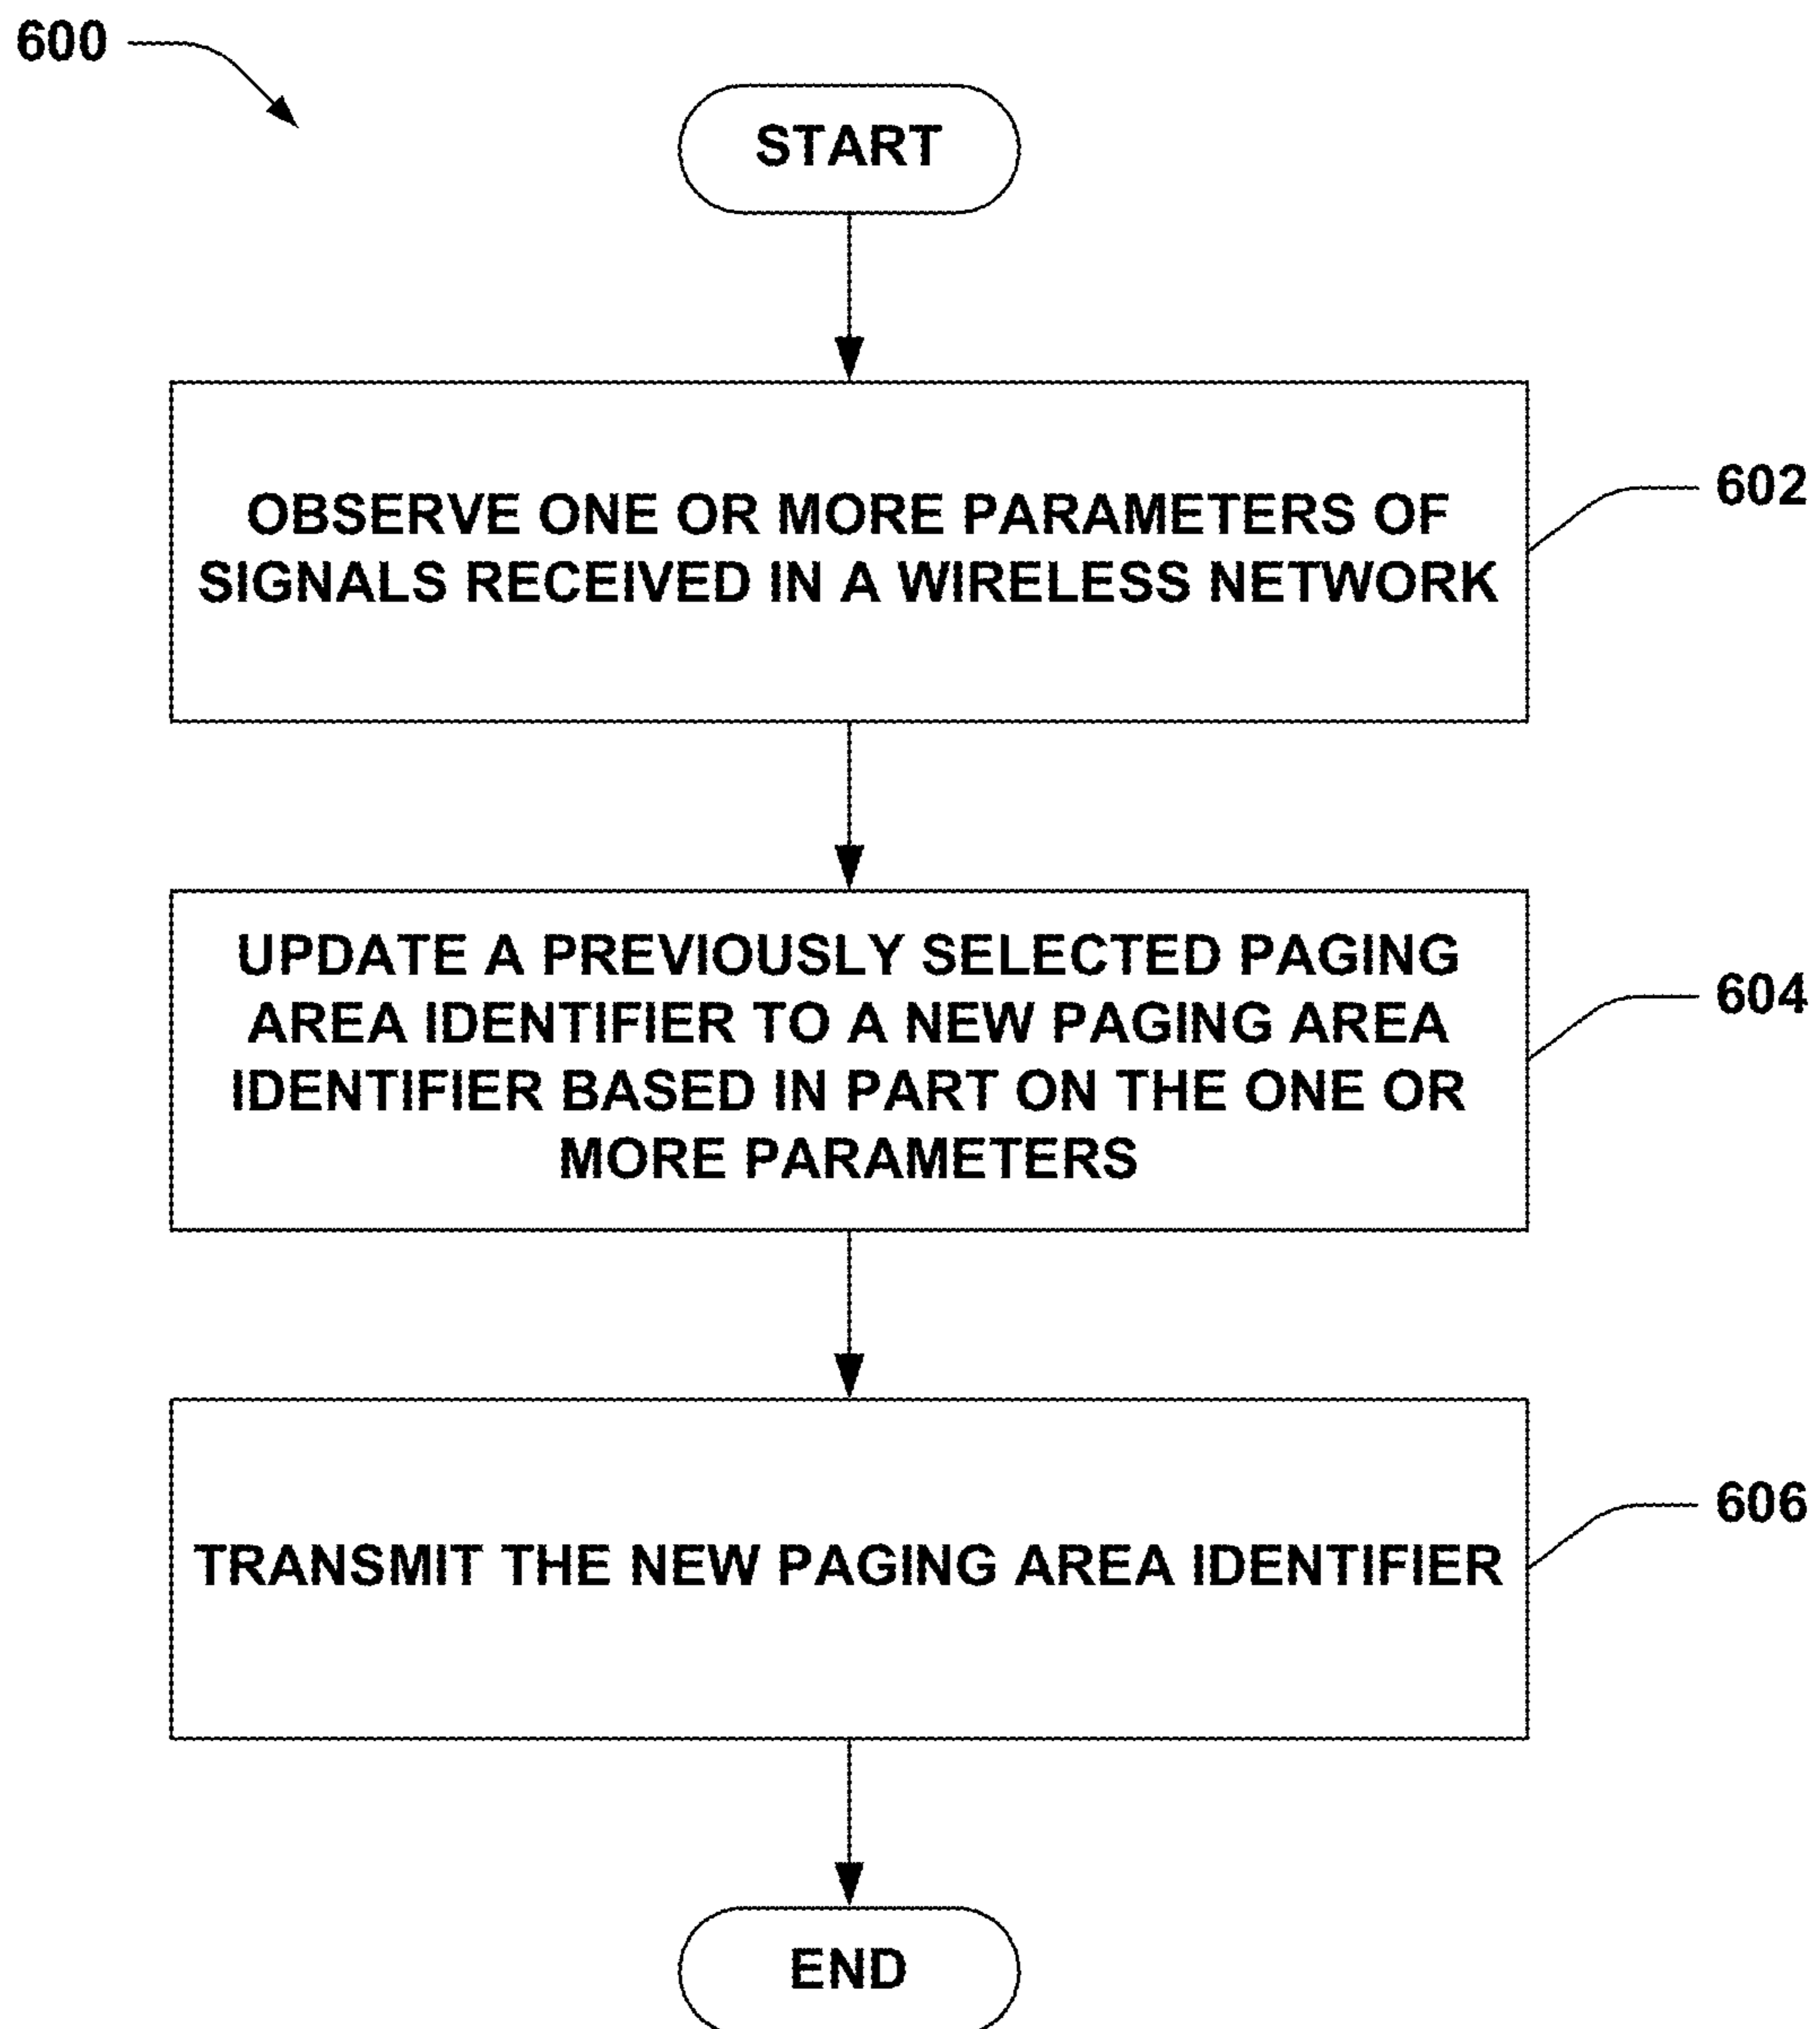 600
START
OBSERVE ONE OR MORE PARAMETERS OF
SIGNALS RECEIVED IN A WIRELESS NETWORK
602
UPDATE A PREVIOUSLY SELECTED PAGING
AREA IDENTIFIER TO A NEW PAGING AREA
IDENTIFIER BASED IN PART ON THE ONE OR
MORE PARAMETERS
604
TRANSMIT THE NEW PAGING AREA IDENTIFIER
606
END